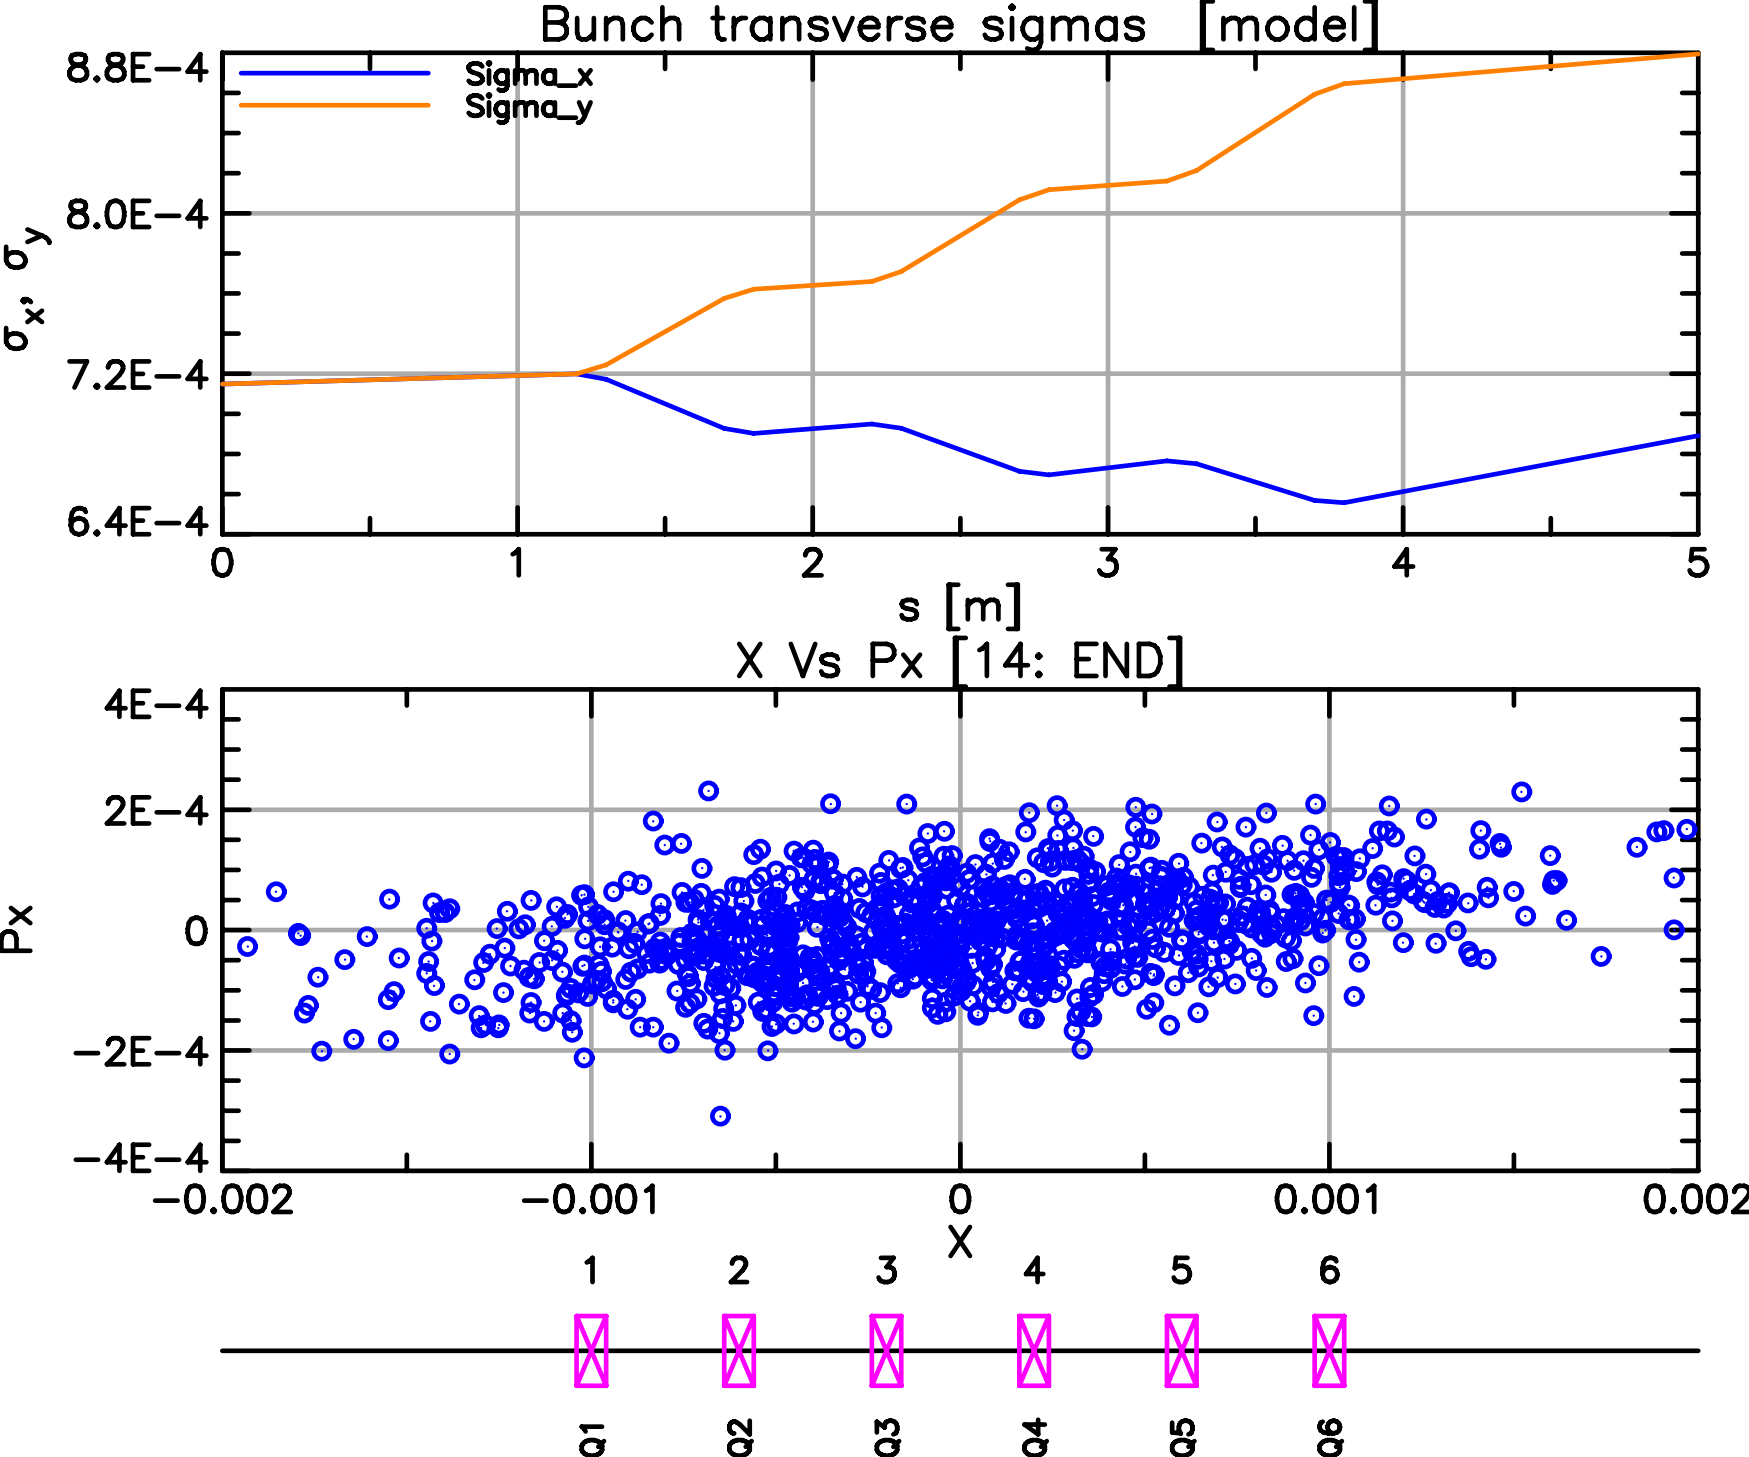 Bunch transverse sigmas [model]
8.8E-4
8.0E-4
7.2E-4
6.4E-4
σx, σy
Sigma_x
Sigma_y
0 1 2 3 4 5
s [m]
X Vs Px [14: END]
4E-4
2E-4
0
-2E-4
-4E-4
Px
-0.002 -0.001 0 0.001 0.002
X
1 2 3 4 5 6
Q1 Q2 Q3 Q4 Q5 Q6